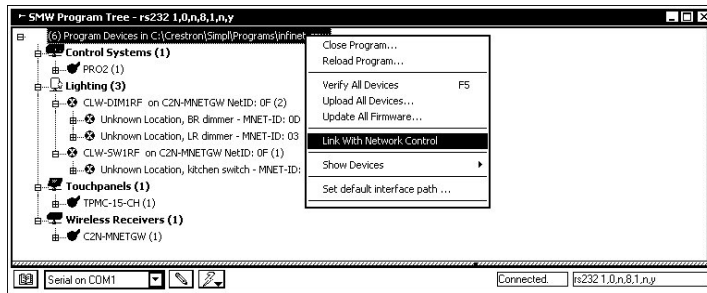 SMW Program Tree - rs232 1,0,n,8,1,n,y
(6) Program Devices in C:\Crestron\Simpl\Programs\infinet
Control Systems (1)
PRO2 (1)
Lighting (3)
CLW-DIM1RF on C2N-MNETGW NetID: 0F (2)
Unknown Location, BR dimmer - MNET-ID: 0D
Unknown Location, LR dimmer - MNET-ID: 03
CLW-SW1RF on C2N-MNETGW NetID: 0F (1)
Unknown Location, kitchen switch - MNET-ID:
Touchpanels (1)
TPMC-15-CH (1)
Wireless Receivers (1)
C2N-MNETGW (1)
Close Program...
Reload Program...
Verify All Devices F5
Upload All Devices...
Update All Firmware...
Link With Network Control
Show Devices
Set default interface path ...
Serial on COM1
Connected.
rs232 1,0,n,8,1,n,y